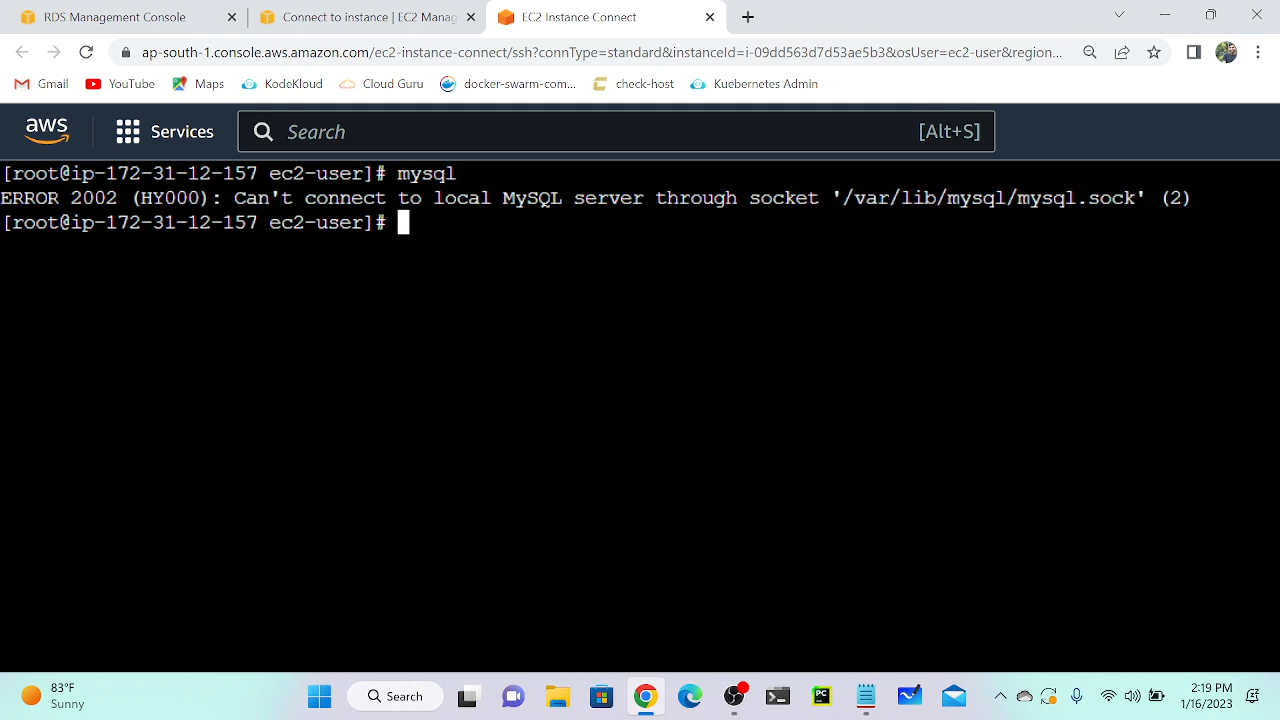 RDS Management Console
Connect to instance | EC2 Manag
EC2 Instance Connect
ap-south-1.console.aws.amazon.com/ec2-instance-connect/ssh?connType=standard&instanceId=i-09dd563d7d53ae5b3&osUser=ec2-user&region...
Gmail YouTube Maps KodeKloud Cloud Guru docker-swarm-com... check-host Kuebernetes Admin
aws Services Search [Alt+S]
[root@ip-172-31-12-157 ec2-user]# mysql
ERROR 2002 (HY000): Can't connect to local MySQL server through socket '/var/lib/mysql/mysql.sock' (2)
[root@ip-172-31-12-157 ec2-user]#
83°F
Sunny
Search
PC
2:19 PM
1/16/2023